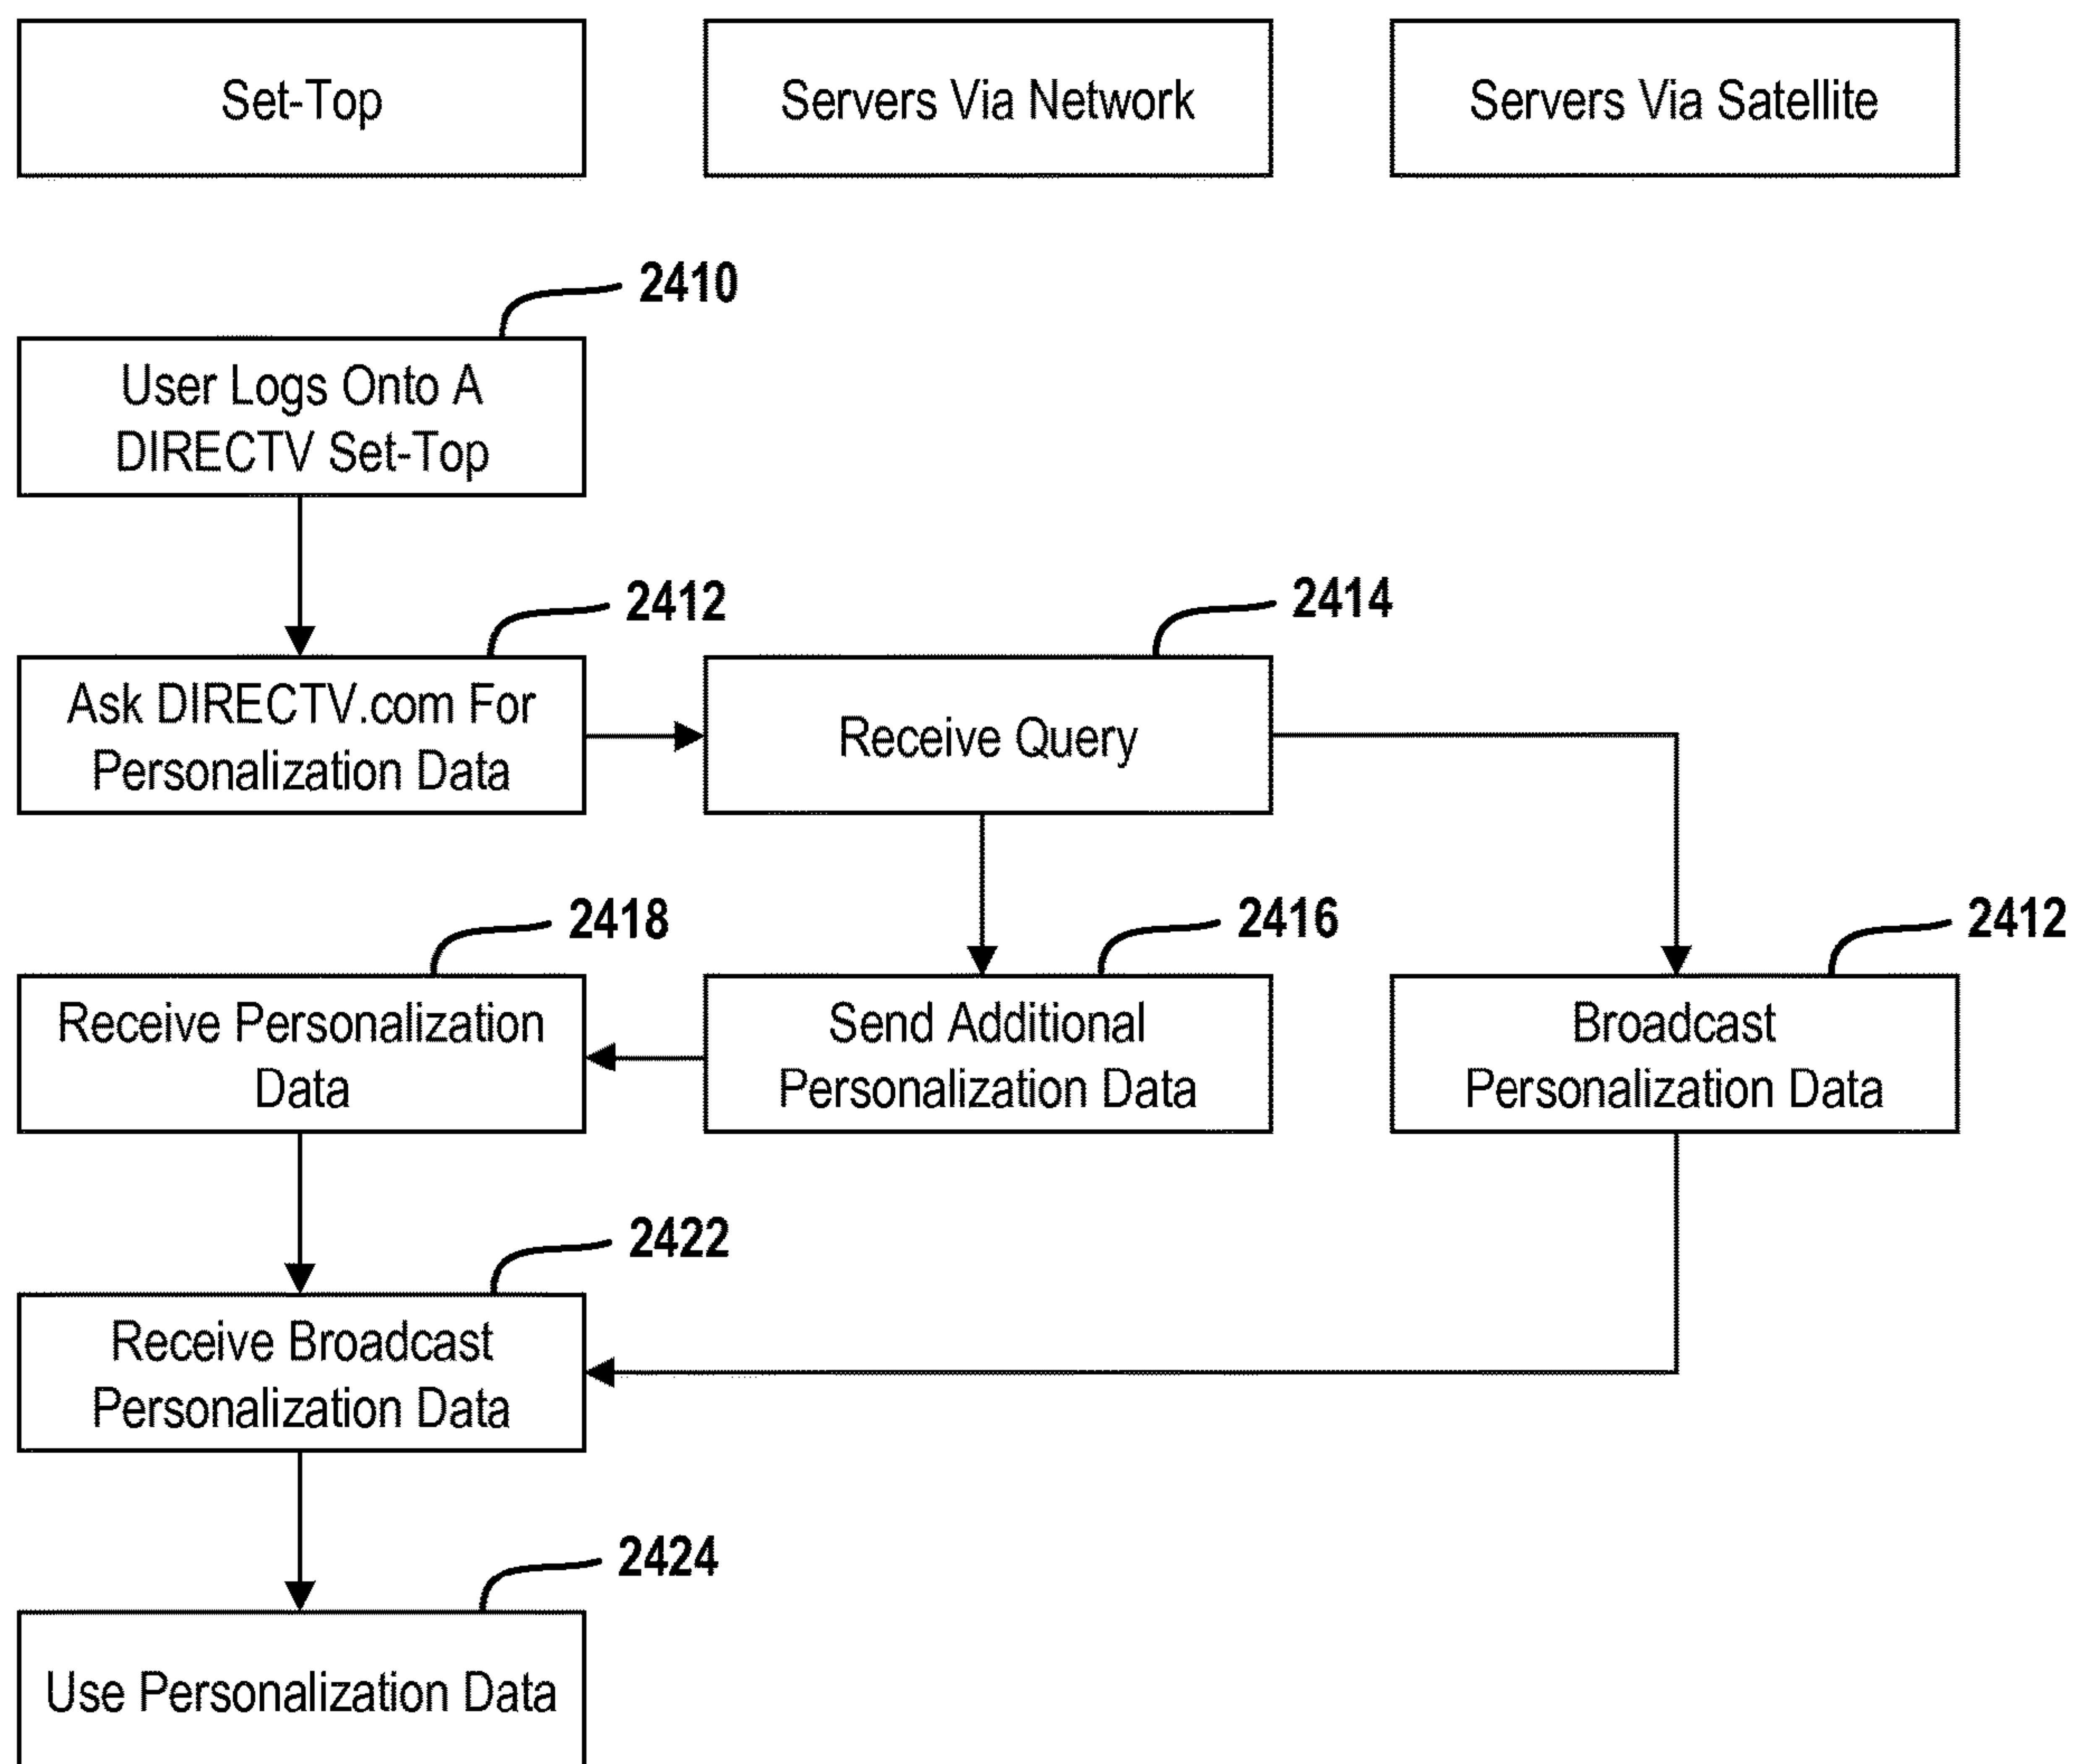 Set-Top
Servers Via Network
Servers Via Satellite
2410
User Logs Onto A
DIRECTV Set-Top
2412
2414
Ask DIRECTV.com For
Personalization Data
Receive Query
2418
2416
2412
Receive Personalization
Data
Send Additional
Personalization Data
Broadcast
Personalization Data
2422
Receive Broadcast
Personalization Data
2424
Use Personalization Data